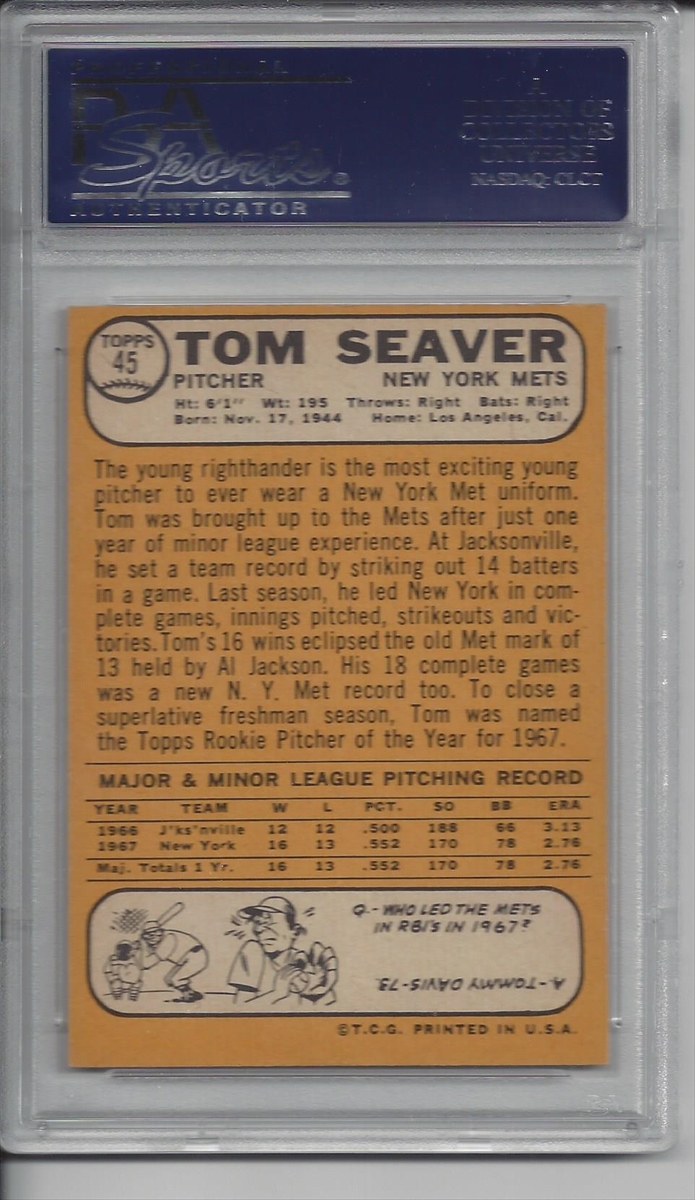 PROFESSIONAL
PSA
Sports®
AUTHENTICATOR
A
DIVISION OF
COLLECTORS
UNIVERSE
NASDAQ: CLCT
TOPPS
45
TOM SEAVER
PITCHER NEW YORK METS
Ht: 6'1" Wt: 195 Throws: Right Bats: Right
Born: Nov. 17, 1944 Home: Los Angeles, Cal.
The young righthander is the most exciting young
pitcher to ever wear a New York Met uniform.
Tom was brought up to the Mets after just one
year of minor league experience. At Jacksonville,
he set a team record by striking out 14 batters
in a game. Last season, he led New York in com-
plete games, innings pitched, strikeouts and vic-
tories. Tom's 16 wins eclipsed the old Met mark of
13 held by Al Jackson. His 18 complete games
was a new N. Y. Met record too. To close a
superlative freshman season, Tom was named
the Topps Rookie Pitcher of the Year for 1967.
MAJOR & MINOR LEAGUE PITCHING RECORD
YEAR TEAM W L PCT. SO BB ERA
1966 J'ks'nville 12 12 .500 188 66 3.13
1967 New York 16 13 .552 170 78 2.76
Maj. Totals 1 Yr. 16 13 .552 170 78 2.76
Q.-WHO LED THE METS
IN RBI'S IN 1967?
A.-TOMMY DAVIS-73.
©T.C.G. PRINTED IN U.S.A.